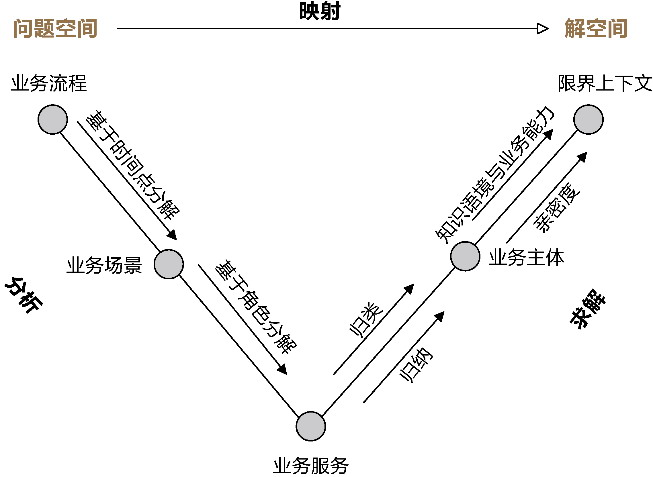 映射
问题空间
解空间
业务流程
限界上下文
基于时间点分解
知识语境与业务能力
亲密度
业务场景
业务主体
分析
基于角色分解
归类
归纳
求解
业务服务